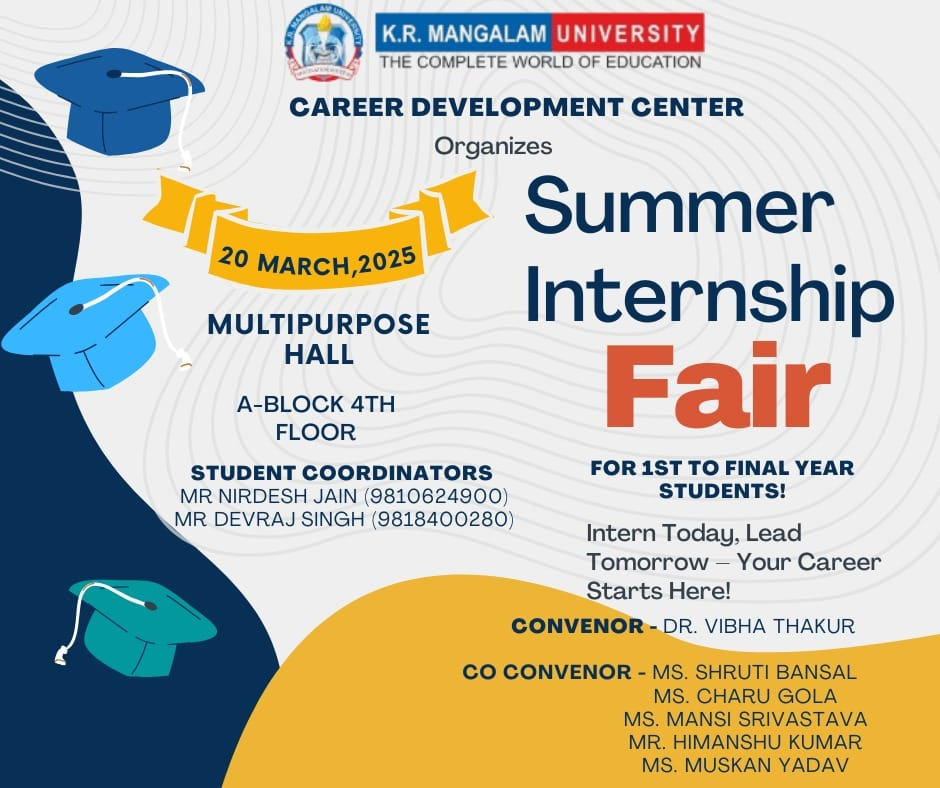 K.R. MANGALAM UNIVERSITY
THE COMPLETE WORLD OF EDUCATION
CAREER DEVELOPMENT CENTER
Organizes
Summer
Internship
Fair
20 MARCH,2025
MULTIPURPOSE
HALL
A-BLOCK 4TH
FLOOR
STUDENT COORDINATORS
MR NIRDESH JAIN (9810624900)
MR DEVRAJ SINGH (9818400280)
FOR 1ST TO FINAL YEAR
STUDENTS!
Intern Today, Lead
Tomorrow – Your Career
Starts Here!
CONVENOR - DR. VIBHA THAKUR
CO CONVENOR - MS. SHRUTI BANSAL
MS. CHARU GOLA
MS. MANSI SRIVASTAVA
MR. HIMANSHU KUMAR
MS. MUSKAN YADAV